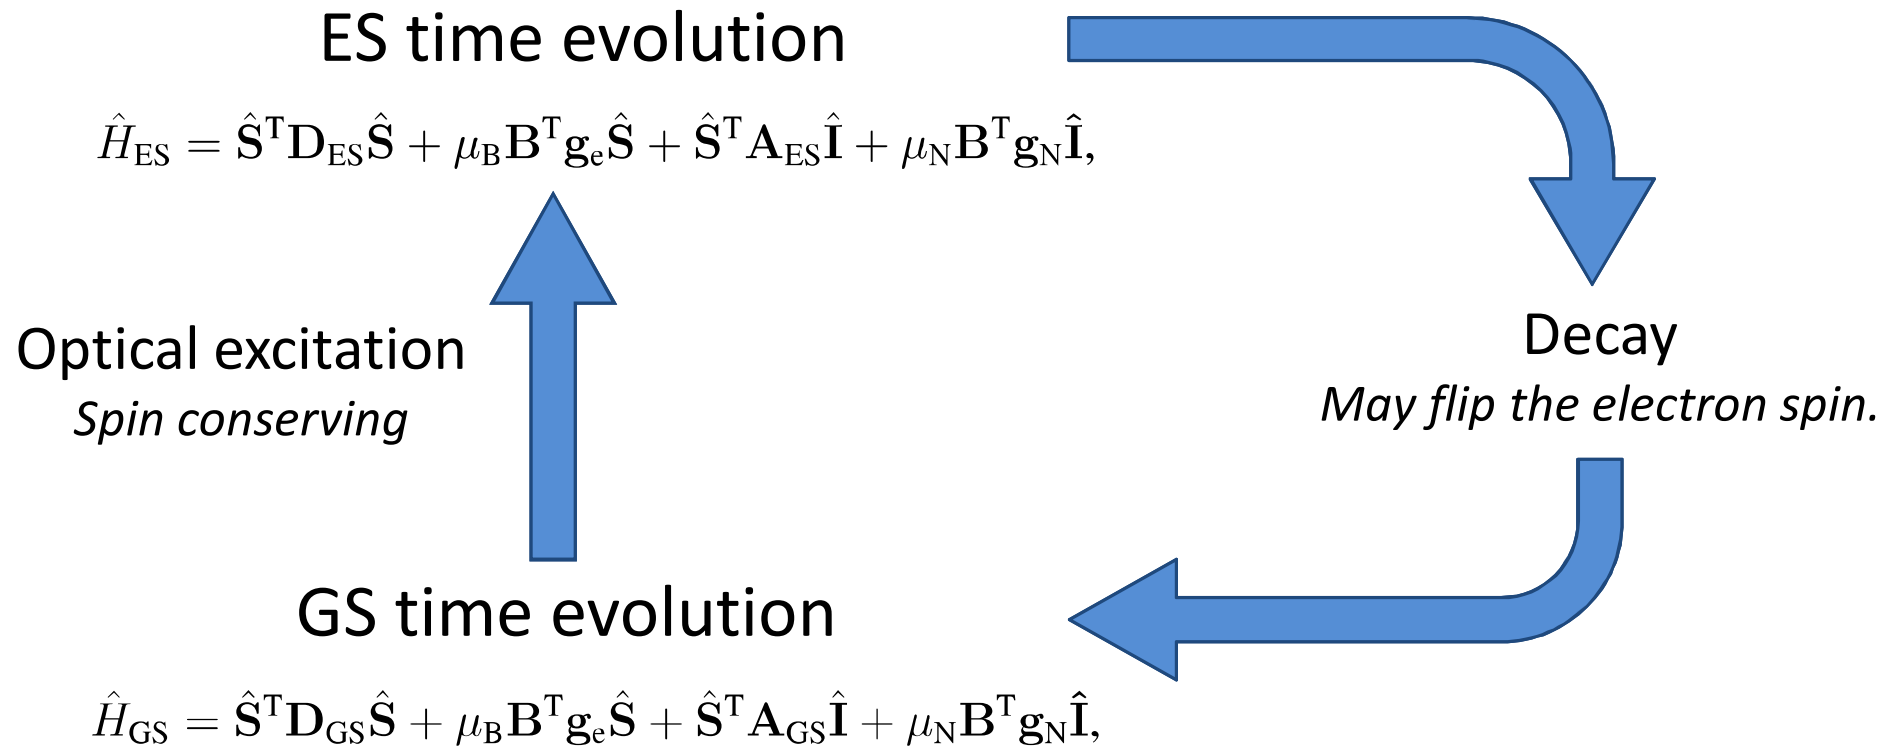 ES time evolution
Ĥ_ES = Ŝ^T D_ES Ŝ + μ_B B^T g_e Ŝ + Ŝ^T A_ES Î + μ_N B^T g_N Î,
Optical excitation
Spin conserving
Decay
May flip the electron spin.
GS time evolution
Ĥ_GS = Ŝ^T D_GS Ŝ + μ_B B^T g_e Ŝ + Ŝ^T A_GS Î + μ_N B^T g_N Î,